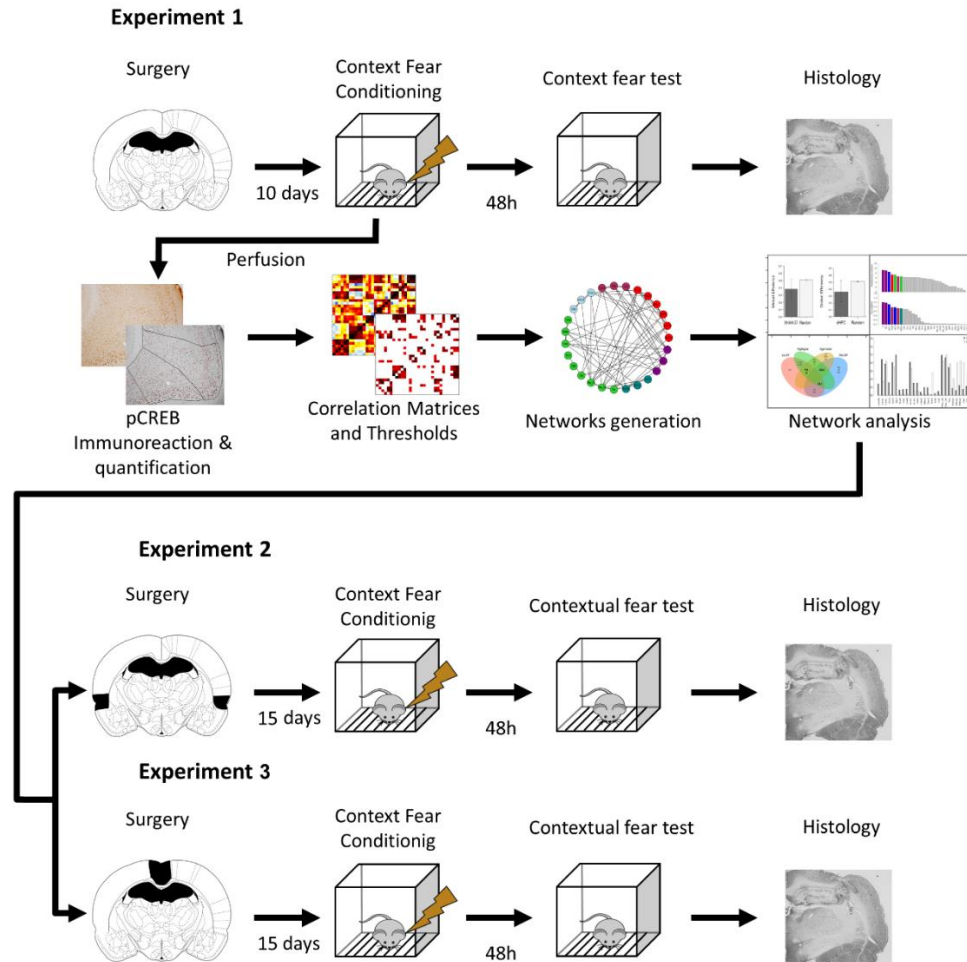 Experiment 1
Surgery
Context Fear
Conditioning
Context fear test
Histology
10 days
48h
Perfusion
pCREB
Immunoreaction &
quantification
Correlation Matrices
and Thresholds
Networks generation
Network analysis
Experiment 2
Surgery
Context Fear
Conditionig
Contextual fear test
Histology
15 days
48h
Experiment 3
Surgery
Context Fear
Conditionig
Contextual fear test
Histology
15 days
48h